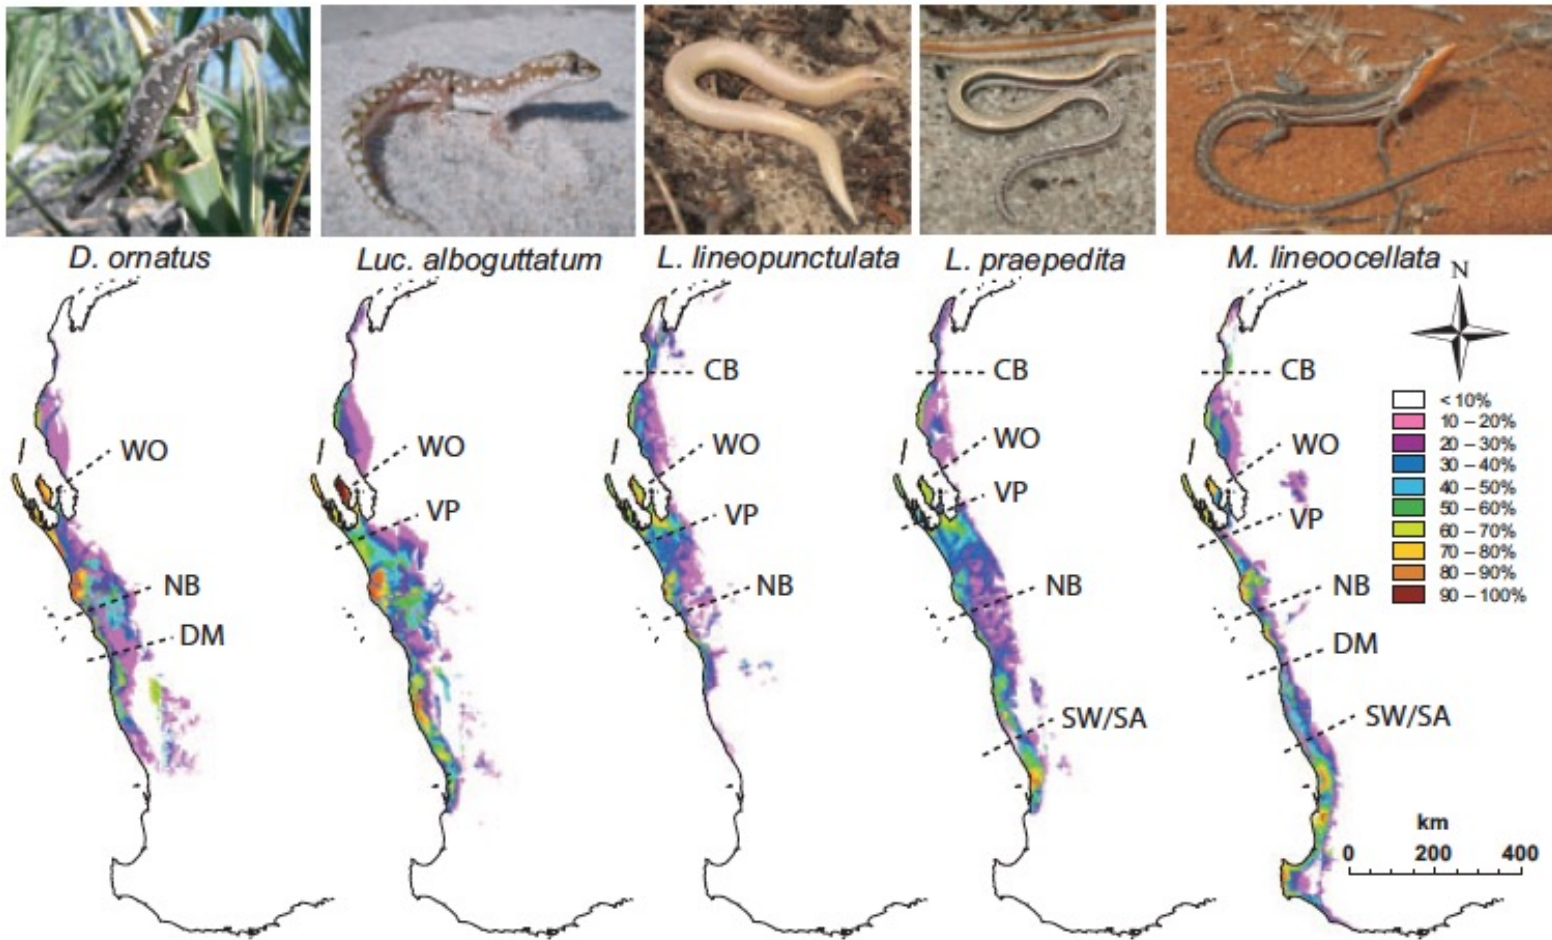 D. ornatus
Luc. alboguttatum
L. lineopunctulata
L. praepedita
M. lineoocellata
WO
NB
DM
WO
VP
CB
WO
VP
NB
CB
WO
VP
NB
SW/SA
CB
WO
VP
NB
DM
SW/SA
N
< 10%
10 – 20%
20 – 30%
30 – 40%
40 – 50%
50 – 60%
60 – 70%
70 – 80%
80 – 90%
90 – 100%
km
0 200 400